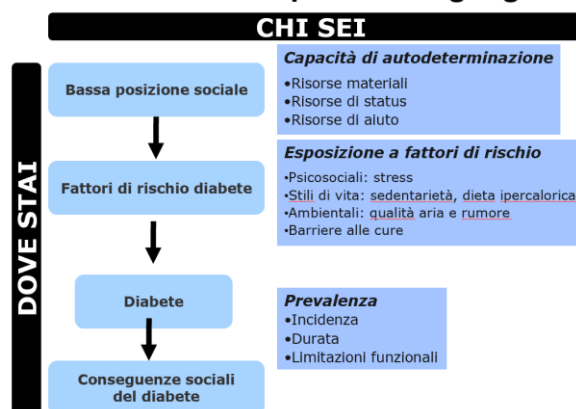 CHI SEI
DOVE STAI
Bassa posizione sociale
Capacità di autodeterminazione
•Risorse materiali
•Risorse di status
•Risorse di aiuto
Fattori di rischio diabete
Esposizione a fattori di rischio
•Psicosociali: stress
•Stili di vita: sedentarietà, dieta ipercalorica
•Ambientali: qualità aria e rumore
•Barriere alle cure
Diabete
Prevalenza
•Incidenza
•Durata
•Limitazioni funzionali
Conseguenze sociali
del diabete